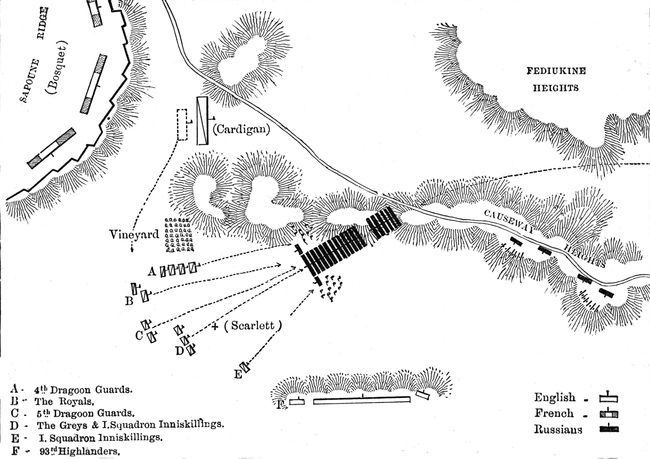 SAPOUNE RIDGE
(Bosquet)
FEDIUKINE
HEIGHTS
(Cardigan)
CAUSEWAY HEIGHTS
Vineyard
A
B
C
D
+ (Scarlett)
E
F
A - 4th Dragoon Guards.
B - The Royals.
C - 5th Dragoon Guards.
D - The Greys & I.Squadron Inniskillings.
E - I. Squadron Inniskillings.
F - 93rd Highlanders.
English -
French -
Russians